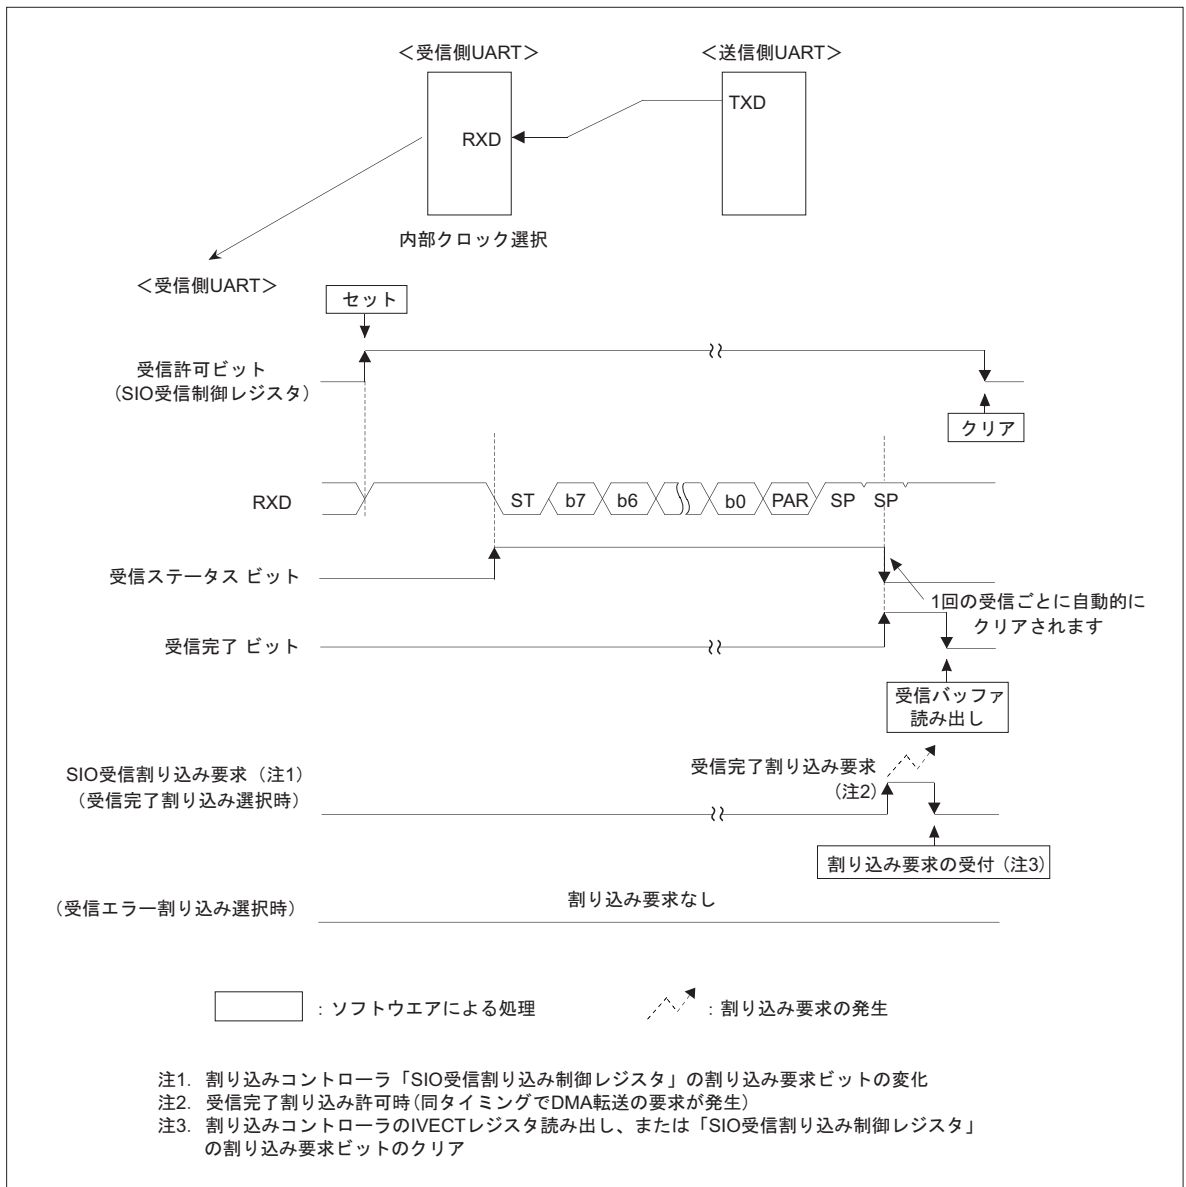 ＜受信側UART＞
＜送信側UART＞
TXD
RXD
内部クロック選択
＜受信側UART＞
セット
受信許可ビット
（SIO受信制御レジスタ）
クリア
RXD
ST
b7
b6
b0
PAR
SP
SP
受信ステータス ビット
1回の受信ごとに自動的に
クリアされます
受信完了 ビット
受信バッファ
読み出し
SIO受信割り込み要求（注1）
（受信完了割り込み選択時）
受信完了割り込み要求
（注2）
割り込み要求の受付（注3）
（受信エラー割り込み選択時）
割り込み要求なし
：ソフトウエアによる処理
：割り込み要求の発生
注1. 割り込みコントローラ「SIO受信割り込み制御レジスタ」の割り込み要求ビットの変化
注2. 受信完了割り込み許可時（同タイミングでDMA転送の要求が発生）
注3. 割り込みコントローラのIVECTレジスタ読み出し、または「SIO受信割り込み制御レジスタ」
の割り込み要求ビットのクリア